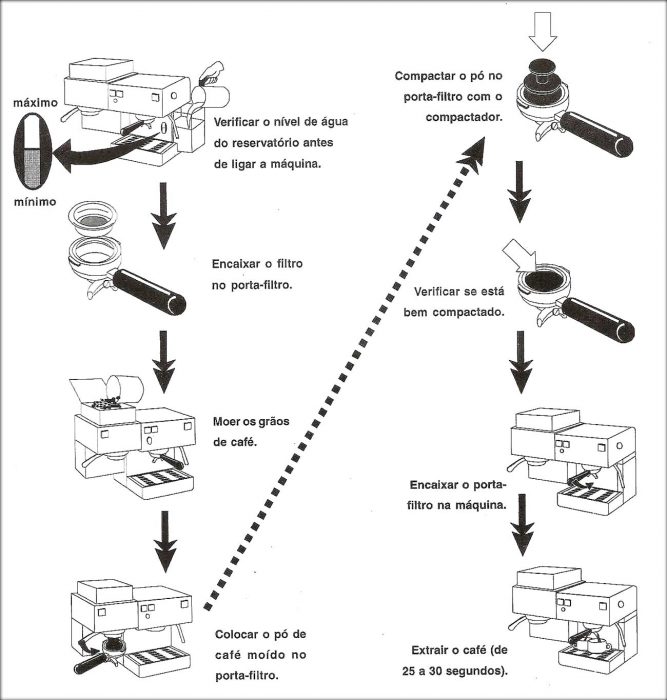 máximo
mínimo
Verificar o nível de água
do reservatório antes
de ligar a máquina.
Encaixar o filtro
no porta-filtro.
Moer os grãos
de café.
Colocar o pó de
café moído no
porta-filtro.
Compactar o pó no
porta-filtro com o
compactador.
Verificar se está
bem compactado.
Encaixar o porta-
filtro na máquina.
Extrair o café (de
25 a 30 segundos).